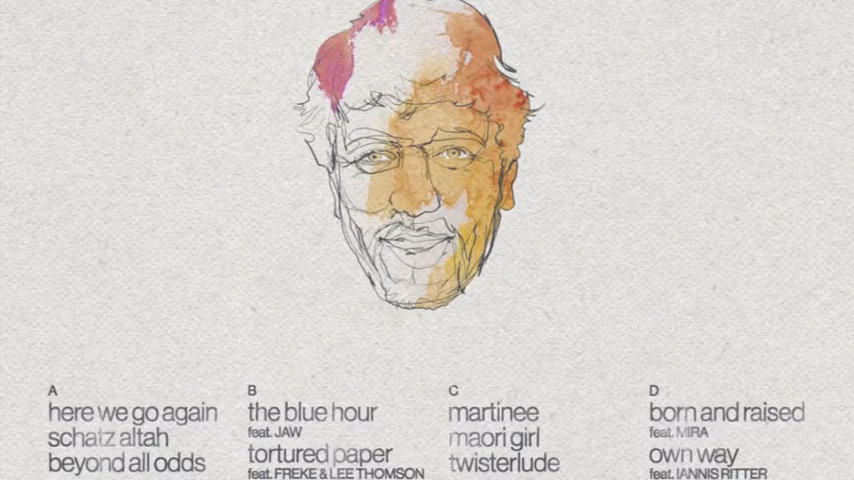 A
here we go again
schatz altah
beyond all odds
B
the blue hour
feat. JAW
tortured paper
feat. FREKE & LEE THOMSON
C
martinee
maori girl
twisterlude
D
born and raised
feat. MIRA
own way
feat. IANNIS RITTER